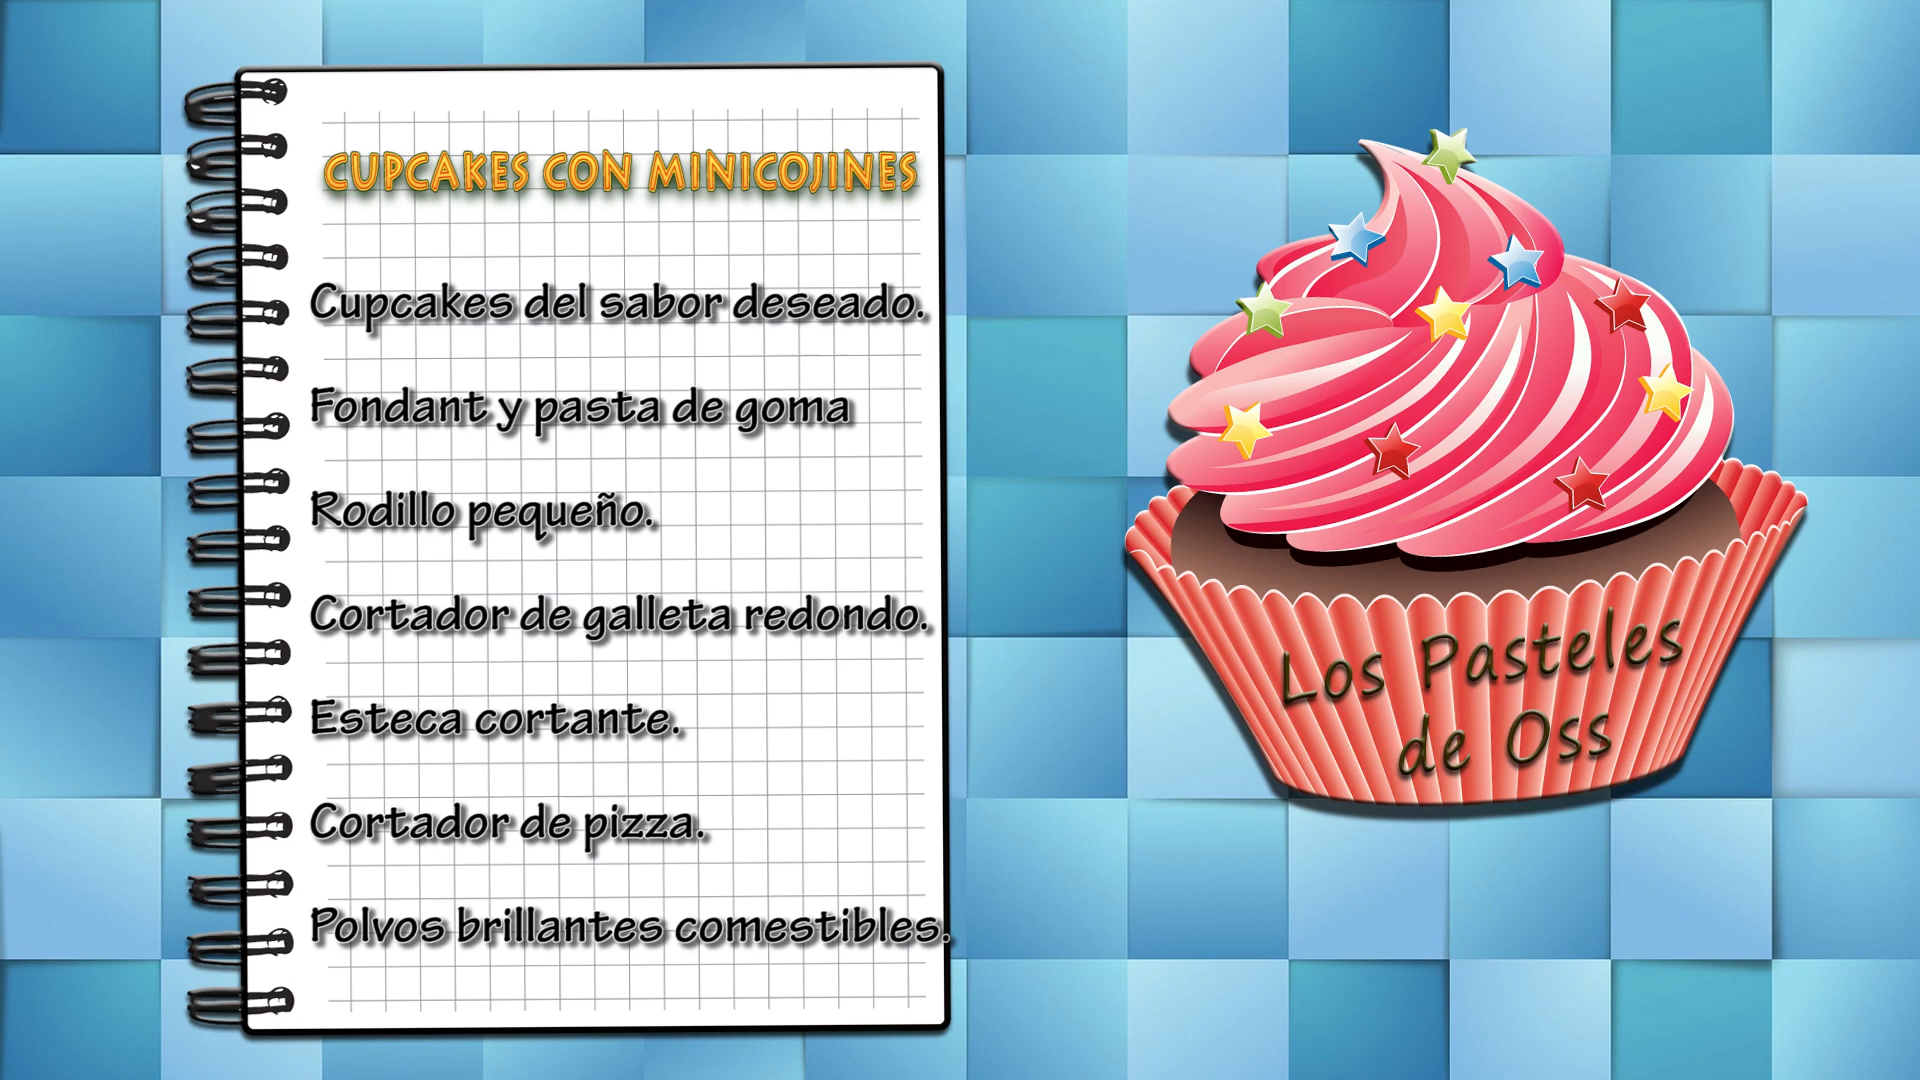 CUPCAKES CON MINICOJINES
Cupcakes del sabor deseado.
Fondant y pasta de goma
Rodillo pequeño.
Cortador de galleta redondo.
Esteca cortante.
Cortador de pizza.
Polvos brillantes comestibles.
Los Pasteles
de Oss